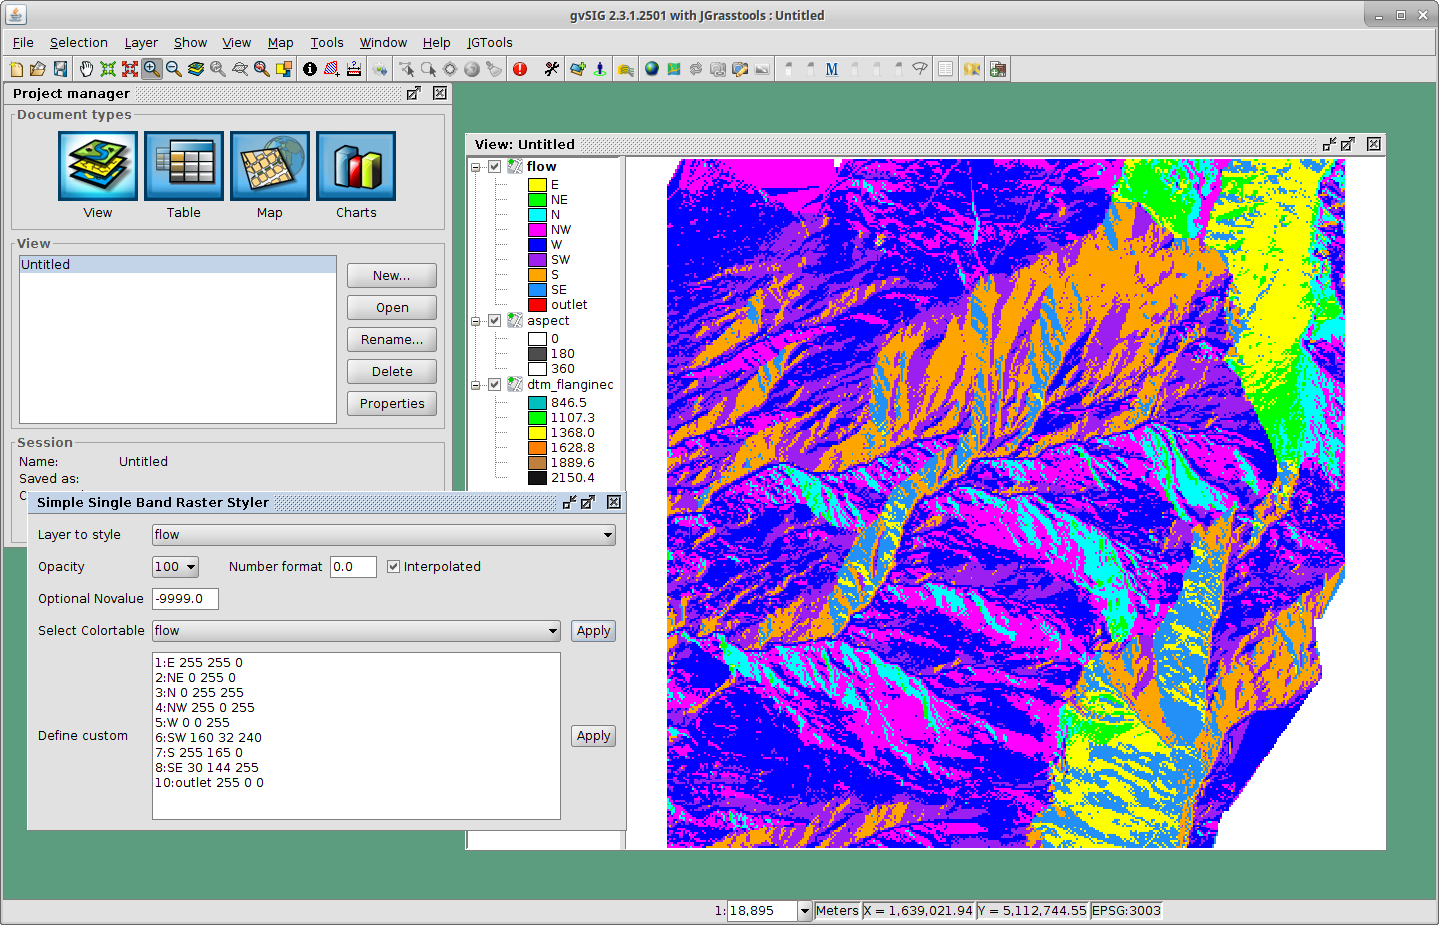 gvSIG 2.3.1.2501 with JGrasstools : Untitled
File Selection Layer Show View Map Tools Window Help JGTools
M
Project manager
Document types
View Table Map Charts
View
Untitled
New...
Open
Rename...
Delete
Properties
Session
Name: Untitled
Saved as:
View: Untitled
flow
E
NE
N
NW
W
SW
S
SE
outlet
aspect
0
180
360
dtm_flanginec
846.5
1107.3
1368.0
1628.8
1889.6
2150.4
Simple Single Band Raster Styler
Layer to style flow
Opacity 100 Number format 0.0 Interpolated
Optional Novalue -9999.0
Select Colortable flow Apply
Define custom Apply
1:E 255 255 0
2:NE 0 255 0
3:N 0 255 255
4:NW 255 0 255
5:W 0 0 255
6:SW 160 32 240
7:S 255 165 0
8:SE 30 144 255
10:outlet 255 0 0
1: 18,895 Meters X = 1,639,021.94 Y = 5,112,744.55 EPSG:3003